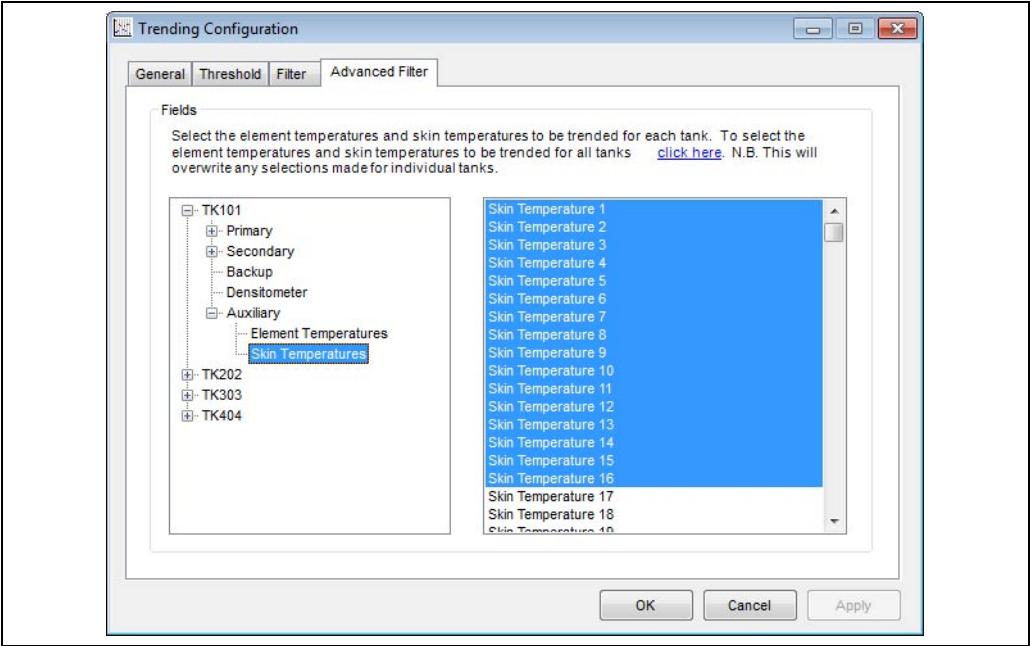 Trending Configuration
General Threshold Filter Advanced Filter
Fields
Select the element temperatures and skin temperatures to be trended for each tank. To select the
element temperatures and skin temperatures to be trended for all tanks click here. N.B. This will
overwrite any selections made for individual tanks.
TK101
Primary
Secondary
Backup
Densitometer
Auxiliary
Element Temperatures
Skin Temperatures
TK202
TK303
TK404
Skin Temperature 1
Skin Temperature 2
Skin Temperature 3
Skin Temperature 4
Skin Temperature 5
Skin Temperature 6
Skin Temperature 7
Skin Temperature 8
Skin Temperature 9
Skin Temperature 10
Skin Temperature 11
Skin Temperature 12
Skin Temperature 13
Skin Temperature 14
Skin Temperature 15
Skin Temperature 16
Skin Temperature 17
Skin Temperature 18
Skin Temperature 19
OK Cancel Apply